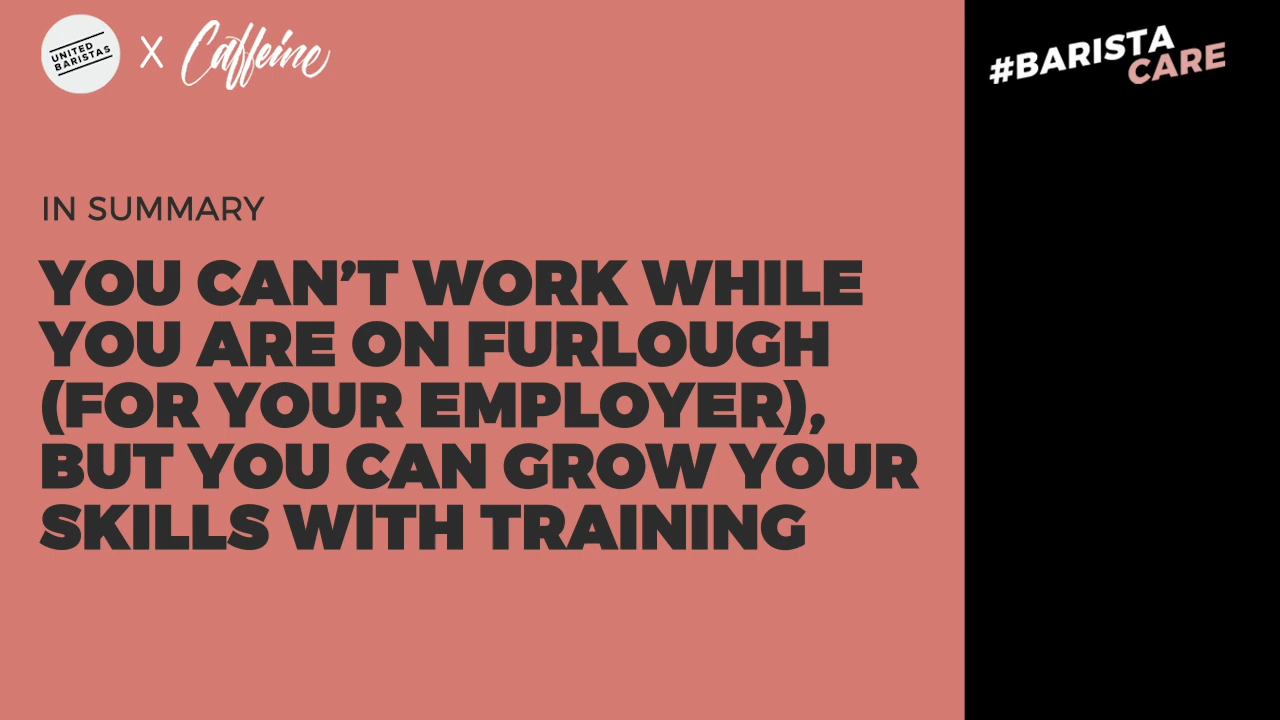 UNITED
BARISTAS
X
Caffeine
#BARISTA
CARE
IN SUMMARY
YOU CAN’T WORK WHILE
YOU ARE ON FURLOUGH
(FOR YOUR EMPLOYER),
BUT YOU CAN GROW YOUR
SKILLS WITH TRAINING